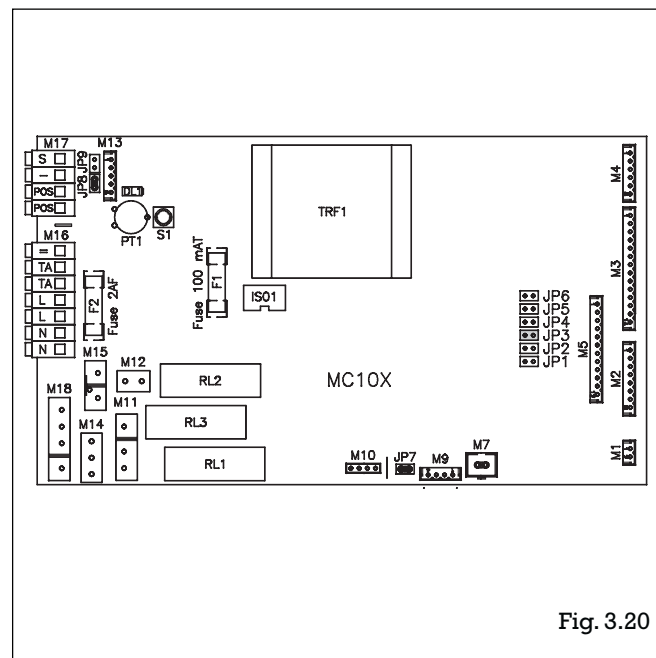 M17
M13
S
JP9
–
JP8
POS
POS
DL1
PT1
S1
TRF1
M4
M3
M16
=
TA
TA
L
L
N
N
F2
Fuse 2AF
Fuse 100 mAT
F1
ISO1
JP6
JP5
JP4
JP3
JP2
JP1
M5
M2
M15
M12
M18
M11
M14
RL2
RL3
RL1
MC10X
M10
JP7
M9
M7
M1
Fig. 3.20